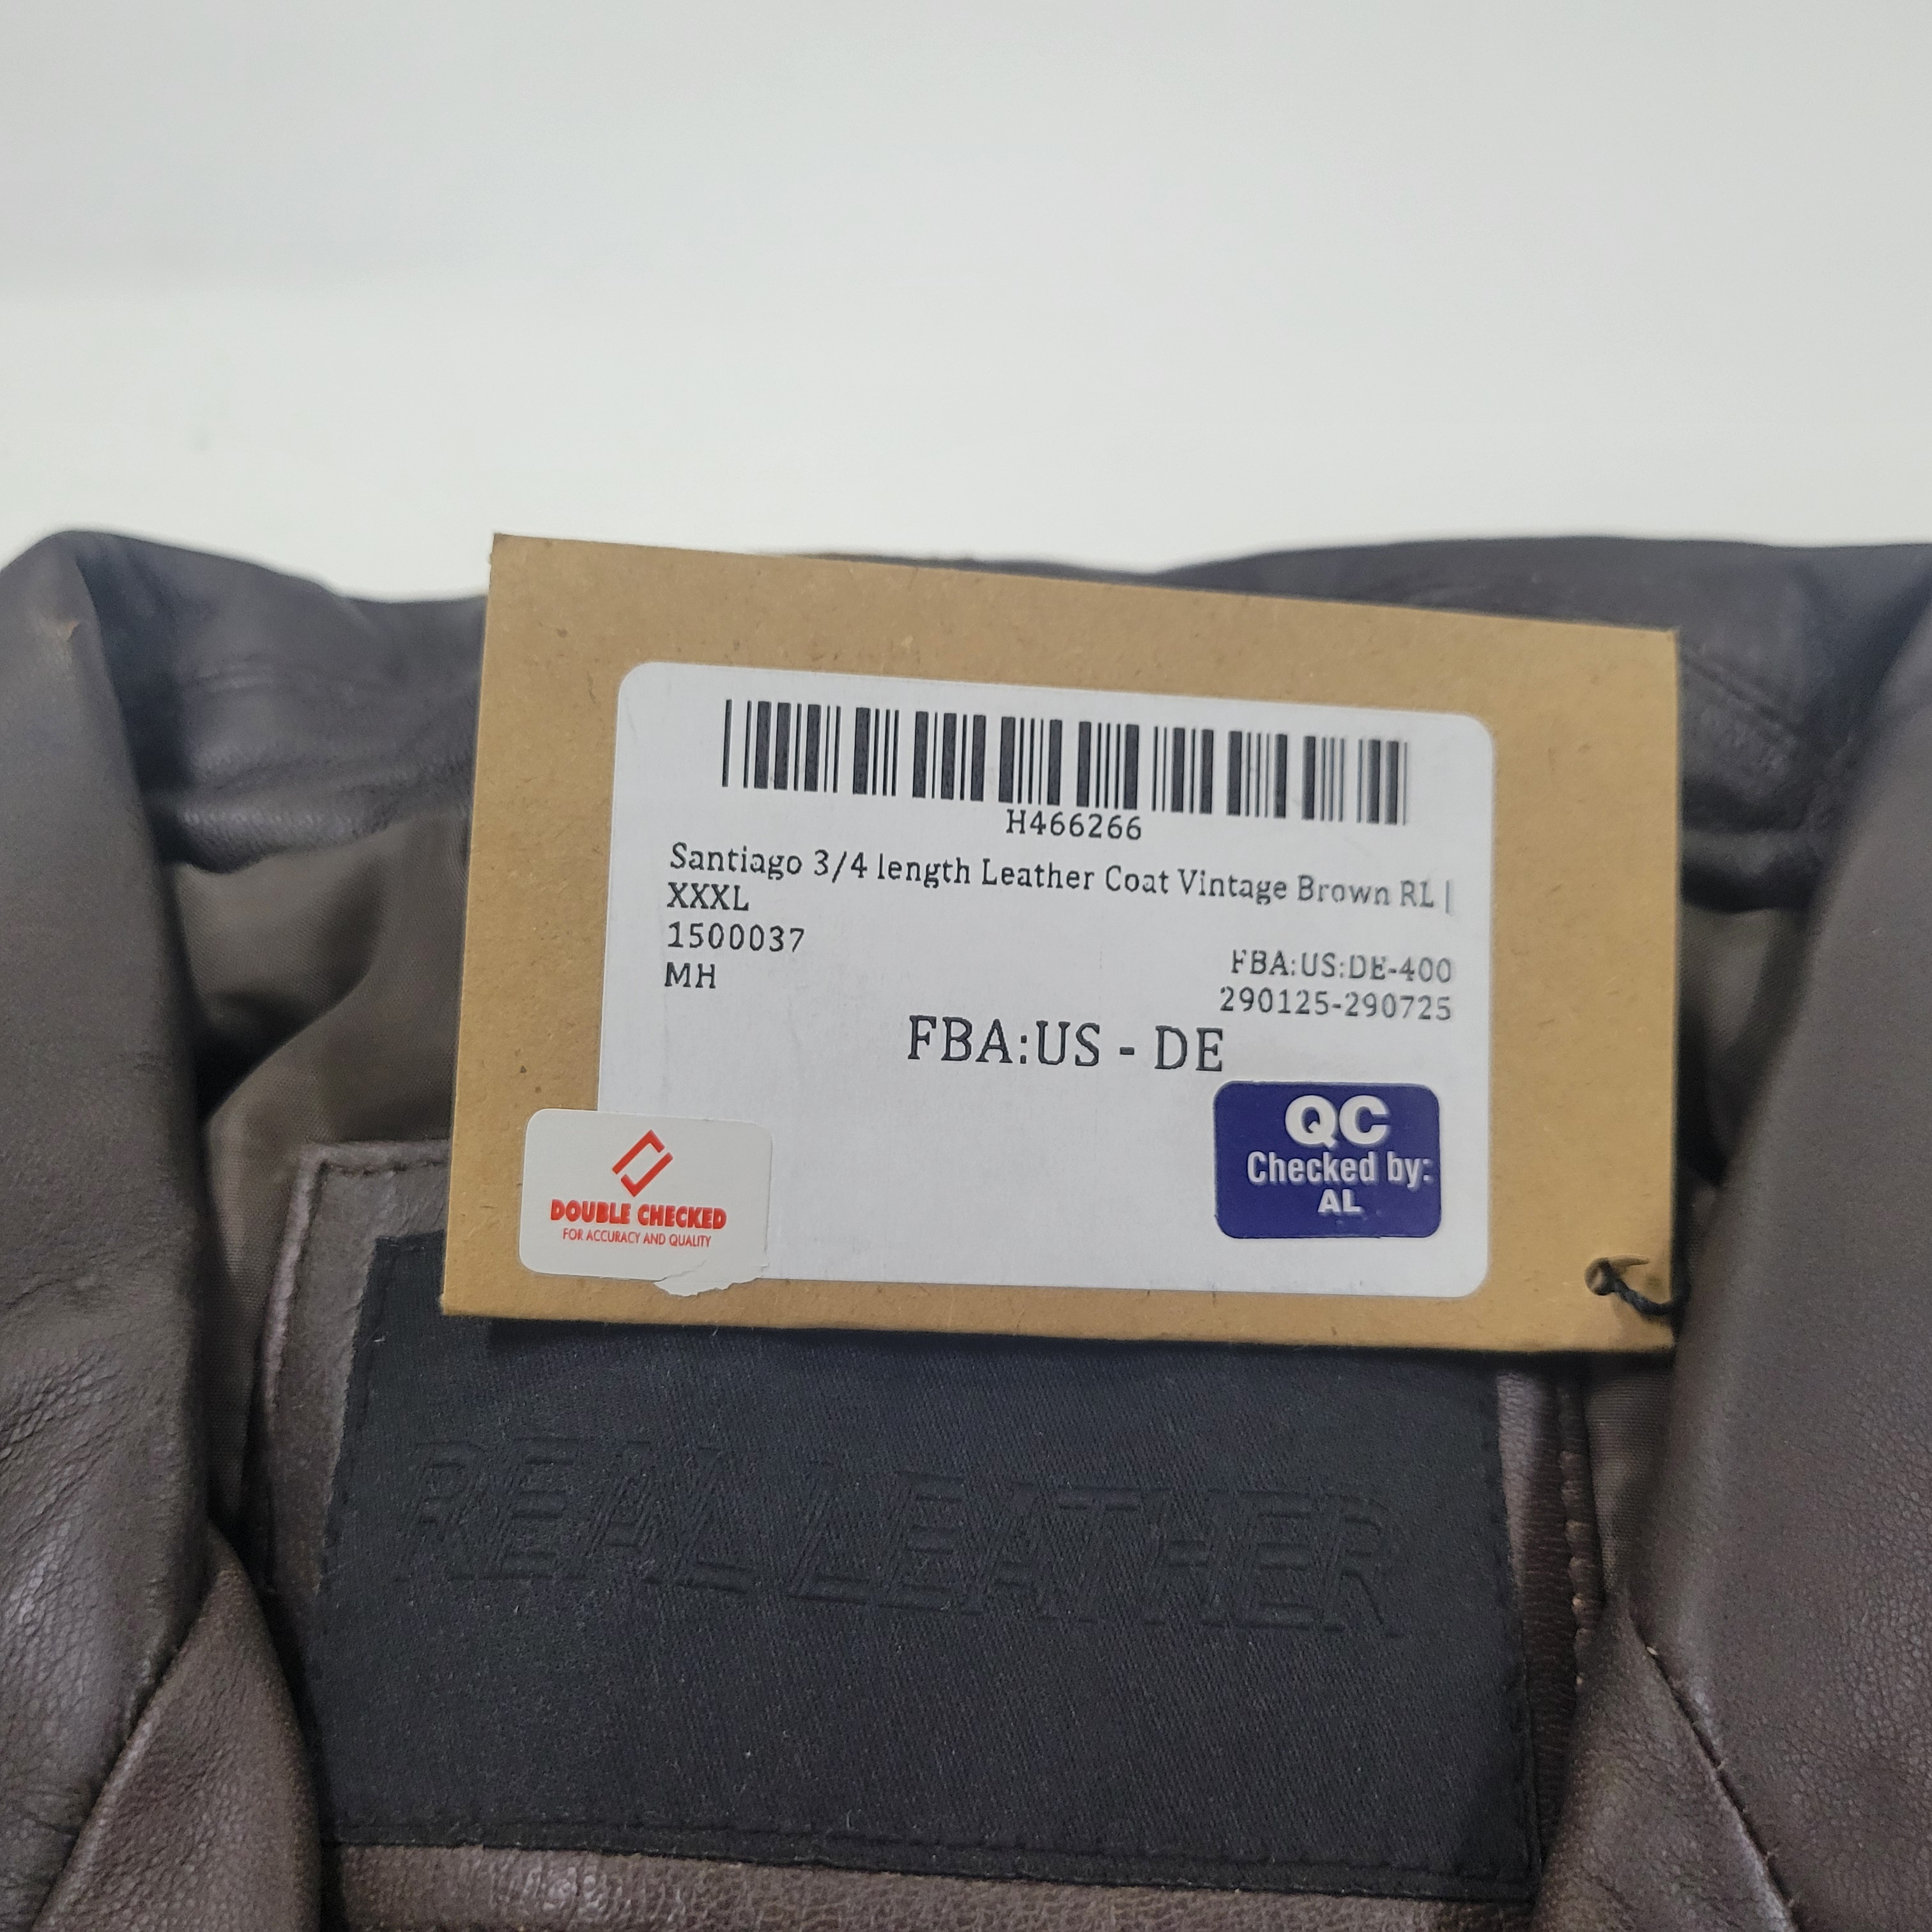 H466266
Santiago 3/4 length Leather Coat Vintage Brown RL |
XXXL
1500037
MH
FBA:US:DE-400
290125-290725
FBA:US - DE
QC
Checked by:
AL
DOUBLE CHECKED
FOR ACCURACY AND QUALITY
REAL LEATHER